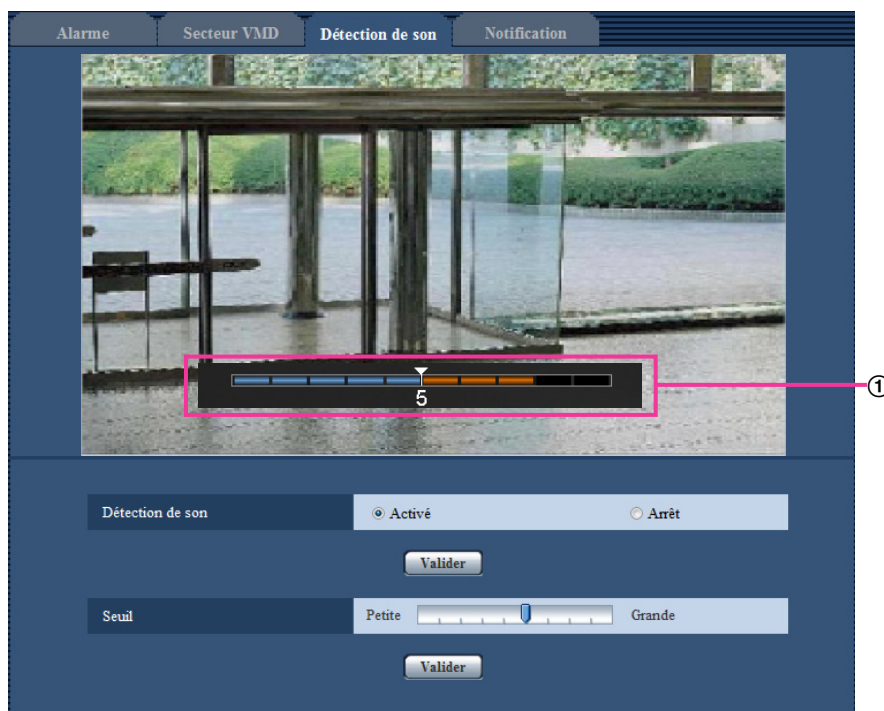 Alarme Secteur VMD Détection de son Notification
5
①
Détection de son Activé Arrêt
Valider
Seuil Petite Grande
Valider